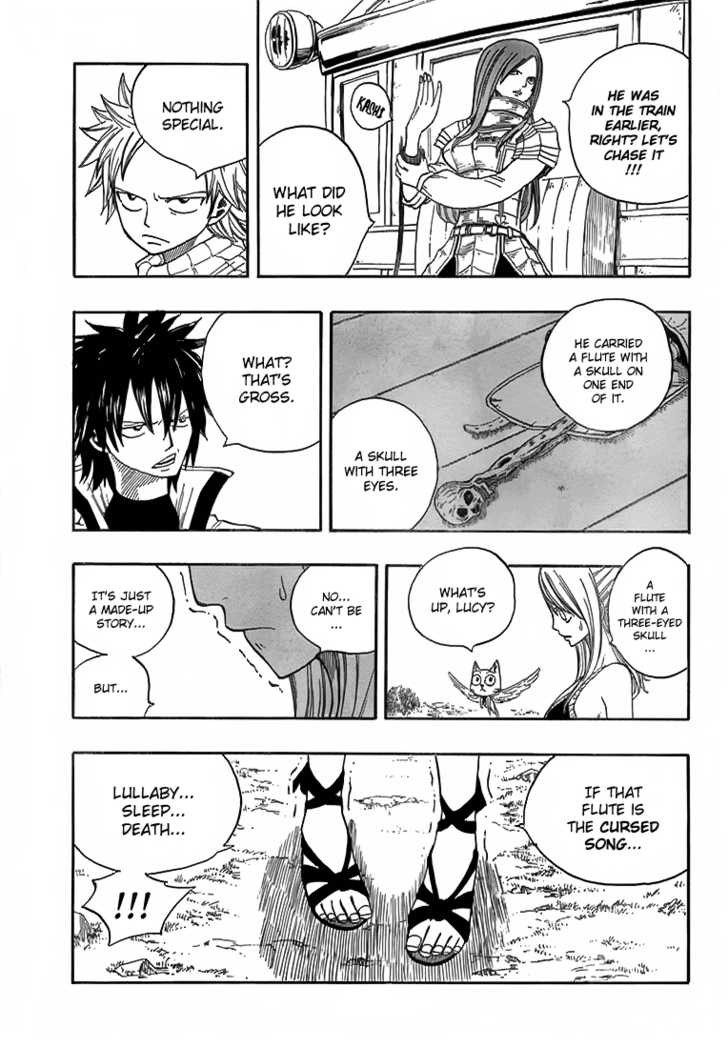 HE WAS
IN THE TRAIN
EARLIER,
RIGHT? LET'S
CHASE IT
!!!
WHAT DID
HE LOOK
LIKE?
NOTHING
SPECIAL.
HE CARRIED
A FLUTE WITH
A SKULL ON
ONE END
OF IT.
A SKULL
WITH THREE
EYES.
WHAT?
THAT'S
GROSS.
A
FLUTE
WITH A
THREE-EYED
SKULL
...
WHAT'S
UP, LUCY?
NO...
CAN'T BE
...
IT'S JUST
A MADE-UP
STORY...
BUT...
IF THAT
FLUTE IS
THE CURSED
SONG...
LULLABY...
SLEEP...
DEATH...
!!!